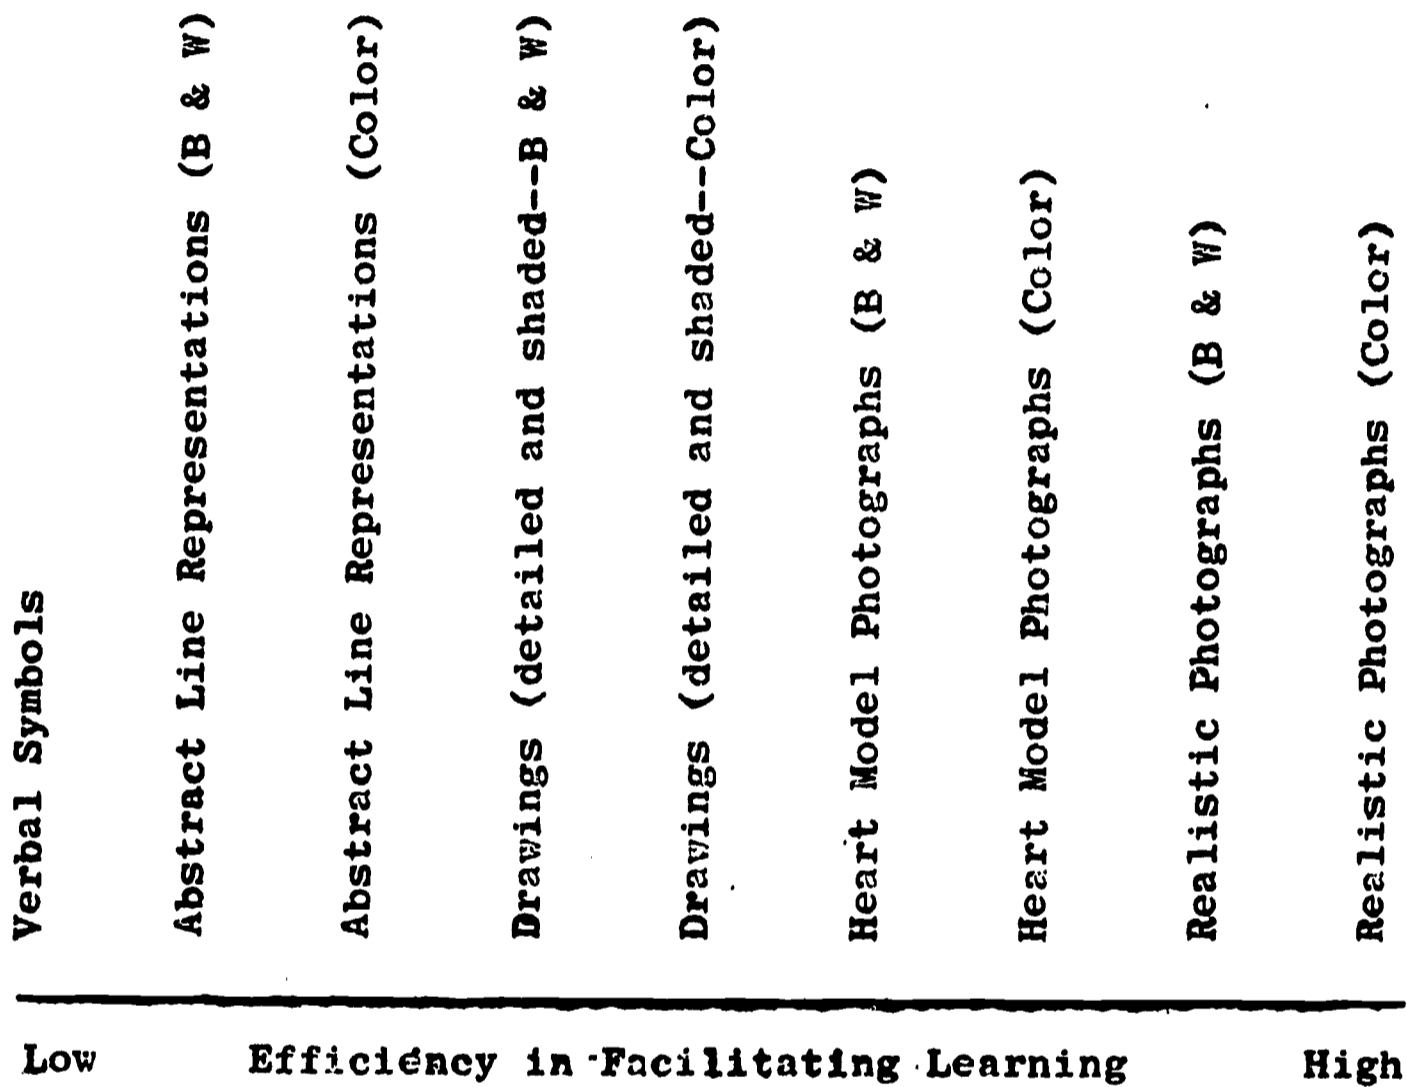 Verbal Symbols
Abstract Line Representations (B & W)
Abstract Line Representations (Color)
Drawings (detailed and shaded--B & W)
Drawings (detailed and shaded--Color)
Heart Model Photographs (B & W)
Heart Model Photographs (Color)
Realistic Photographs (B & W)
Realistic Photographs (Color)
Low Efficiency in Facilitating Learning High